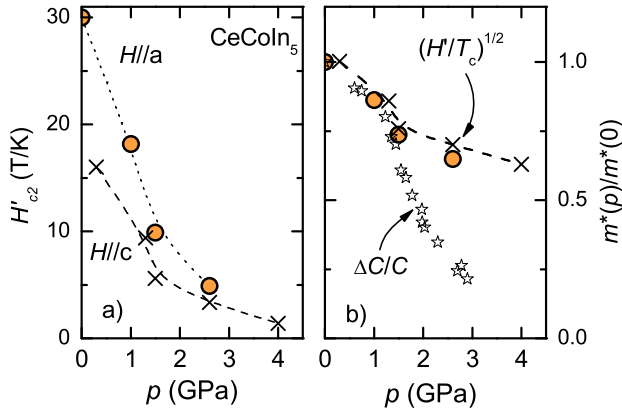 CeCoIn5
H//a
H//c
a)
H'c2 (T/K)
30
20
10
0
0 1 2 3 4
p (GPa)
(H'/Tc)1/2
ΔC/C
b)
0 1 2 3 4
p (GPa)
1.0
0.5
0.0
m*(p)/m*(0)